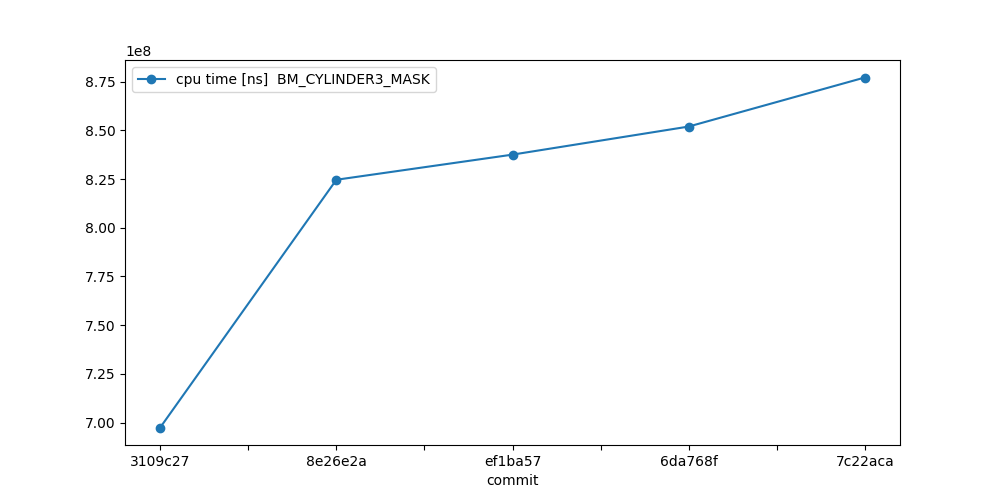 1e8
cpu time [ns]  BM_CYLINDER3_MASK
8.75
8.50
8.25
8.00
7.75
7.50
7.25
7.00
3109c27
8e26e2a
ef1ba57
6da768f
7c22aca
commit